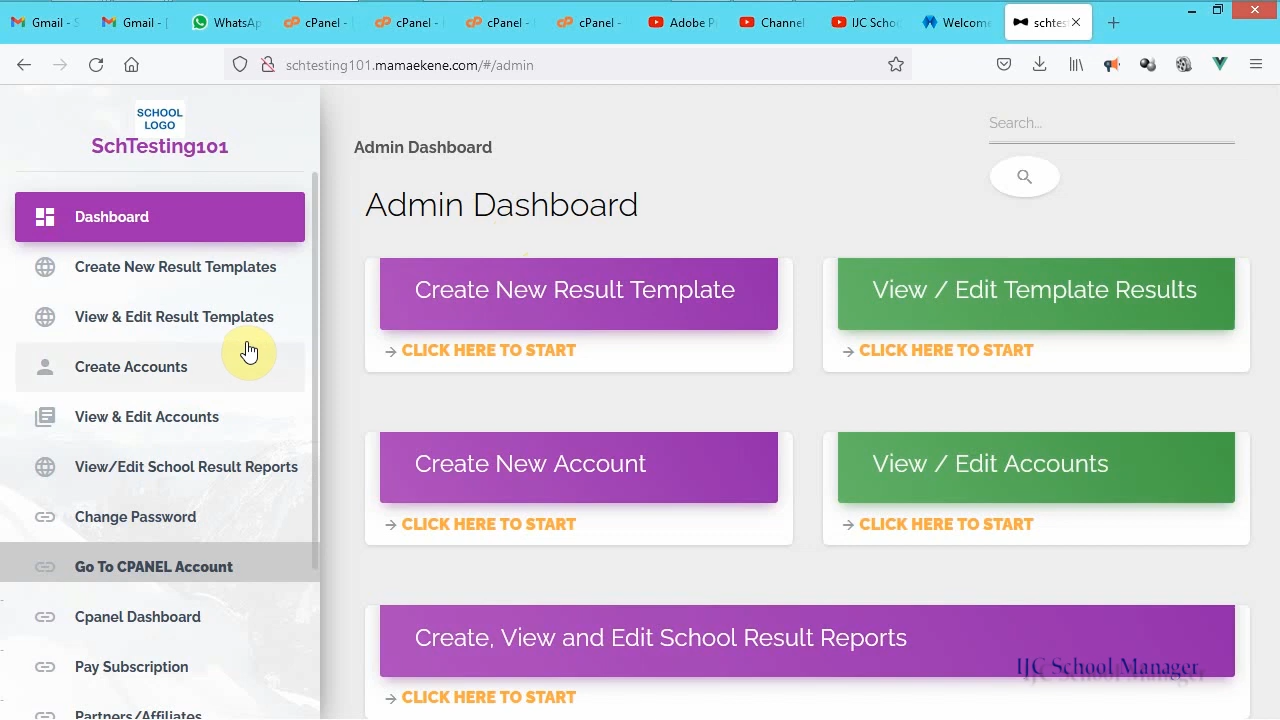 Gmail - S
Gmail - [
WhatsAp
cPanel -
cPanel -
cPanel -
cPanel -
Adobe P
Channel
IJC Scho
Welcome
schtes
schtesting101.mamaekene.com/#/admin
SCHOOL
LOGO
SchTesting101
Dashboard
Create New Result Templates
View & Edit Result Templates
Create Accounts
View & Edit Accounts
View/Edit School Result Reports
Change Password
Go To CPANEL Account
Cpanel Dashboard
Pay Subscription
Partners/Affiliates
Admin Dashboard
Search...
Admin Dashboard
Create New Result Template
CLICK HERE TO START
View / Edit Template Results
CLICK HERE TO START
Create New Account
CLICK HERE TO START
View / Edit Accounts
CLICK HERE TO START
Create, View and Edit School Result Reports
IJC School Manager
CLICK HERE TO START